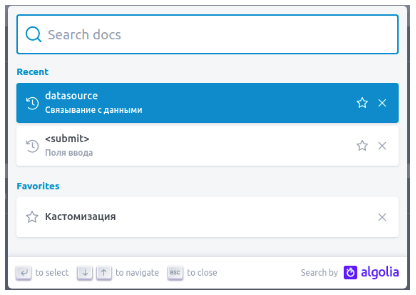 Search docs
Recent
datasource
Связывание с данными
<submit>
Поля ввода
Favorites
Кастомизация
to select to navigate ESC to close Search by algolia